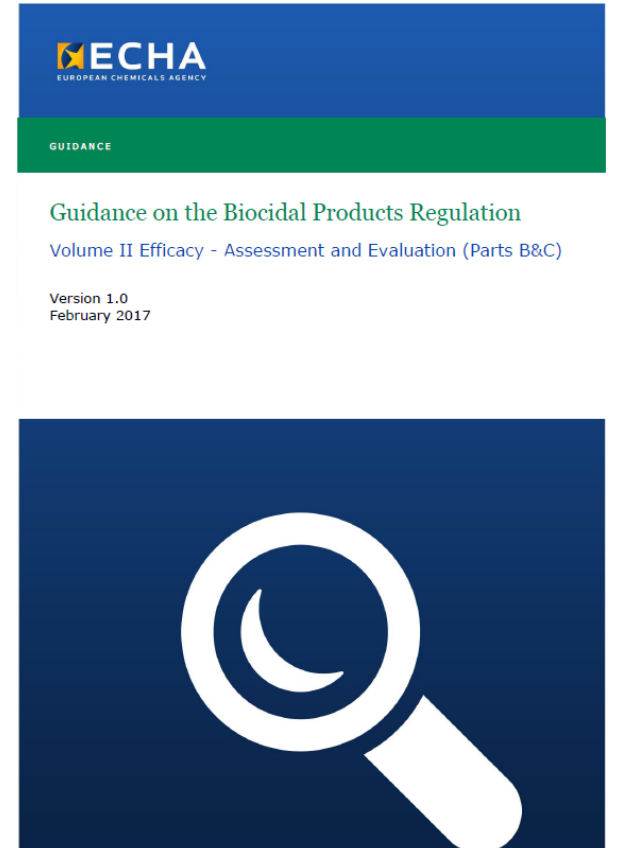 ECHA
EUROPEAN CHEMICALS AGENCY
GUIDANCE
Guidance on the Biocidal Products Regulation
Volume II Efficacy - Assessment and Evaluation (Parts B&C)
Version 1.0
February 2017